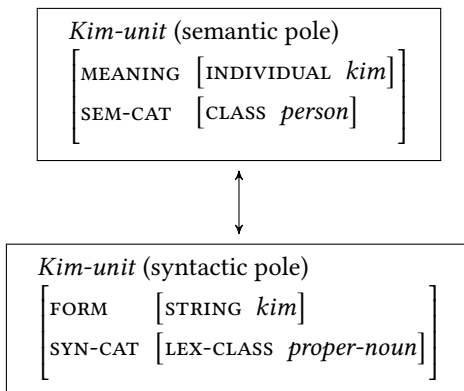 Kim-unit (semantic pole)
[MEANING [INDIVIDUAL kim]
SEM-CAT [CLASS person]]
Kim-unit (syntactic pole)
[FORM [STRING kim]
SYN-CAT [LEX-CLASS proper-noun]]